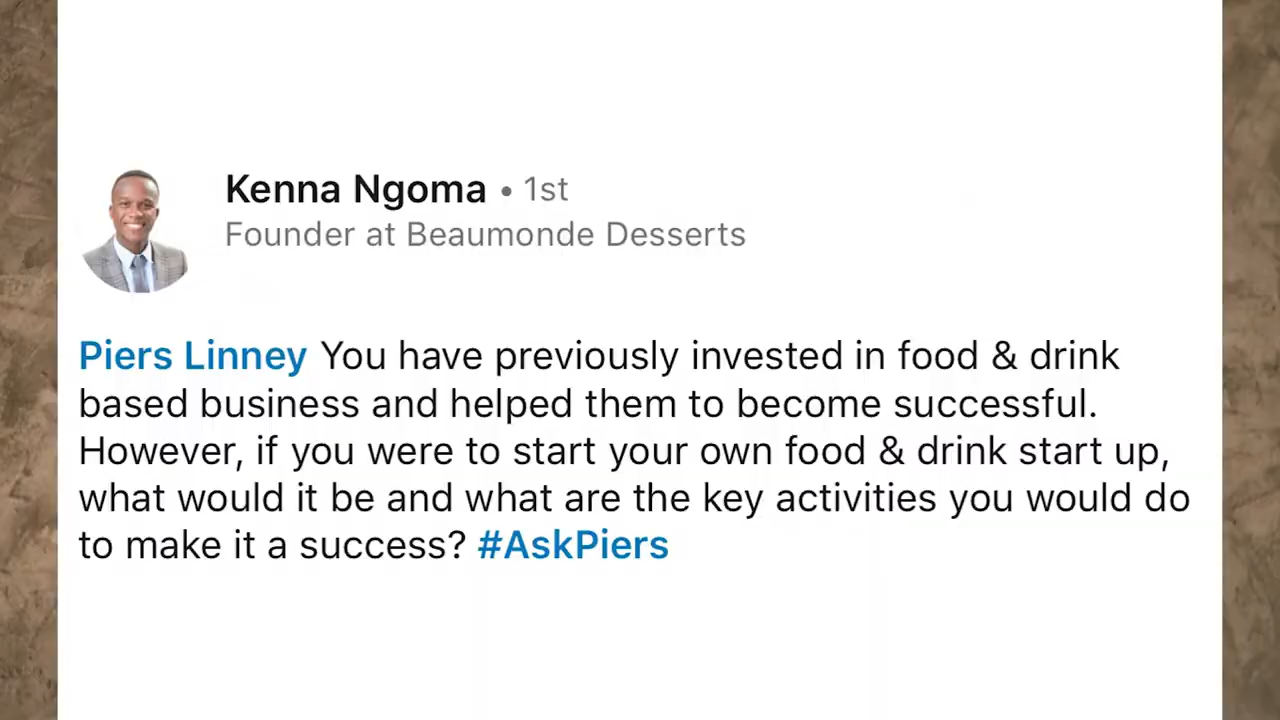 Kenna Ngoma • 1st
Founder at Beaumonde Desserts
Piers Linney You have previously invested in food & drink
based business and helped them to become successful.
However, if you were to start your own food & drink start up,
what would it be and what are the key activities you would do
to make it a success? #AskPiers